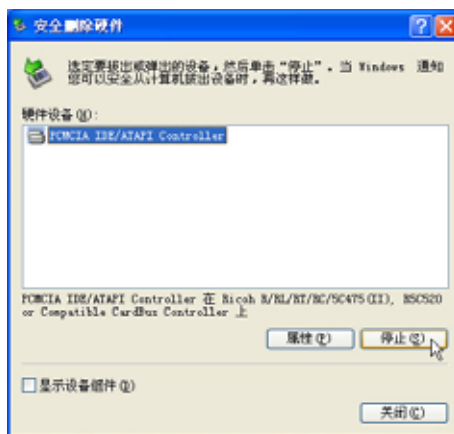 安全删除硬件
选定要拔出或弹出的设备，然后单击“停止”。当 Windows 通知
您可以安全从计算机拔出设备时，再这样做。
硬件设备(H):
PCMCIA IDE/ATAPI Controller
PCMCIA IDE/ATAPI Controller 在 Ricoh R/RL/RT/RC/5C475(II), R5C520
or Compatible CardBus Controller 上
属性(P)
停止(S)
显示设备组件(D)
关闭(C)